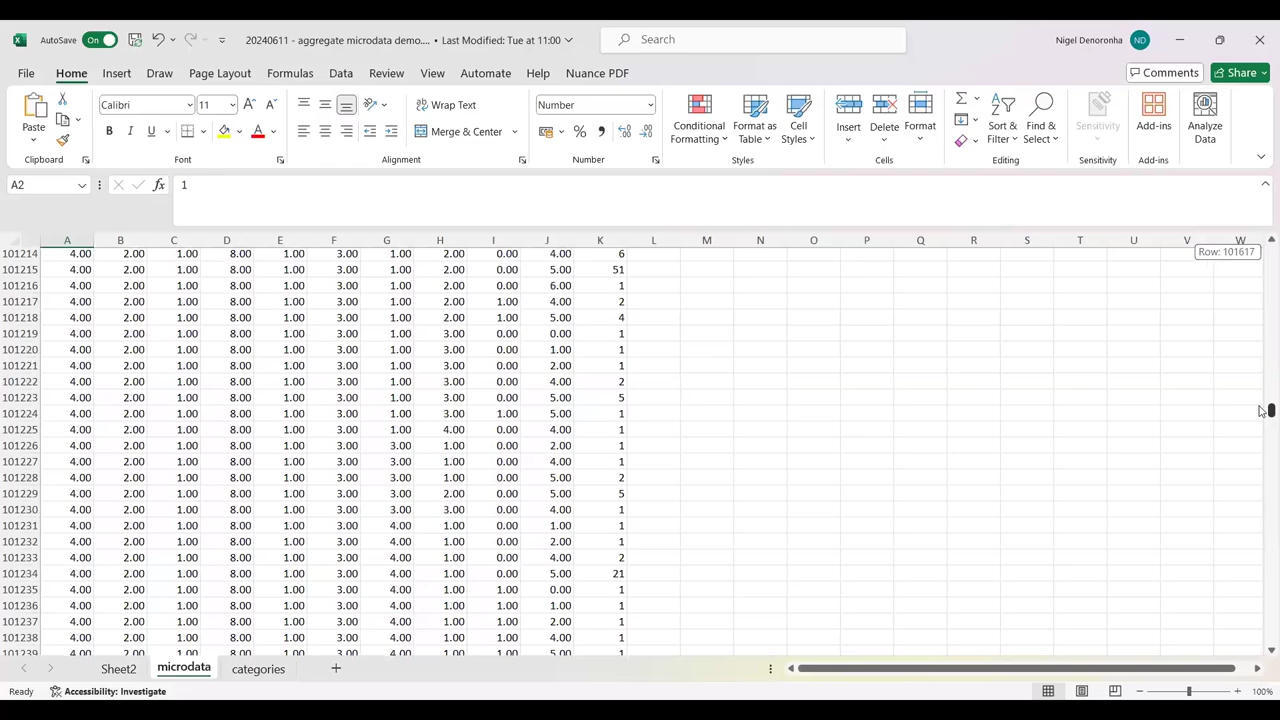 AutoSave On 20240611 - aggregate microdata demo.... • Last Modified: Tue at 11:00 Search Nigel Denoronha ND
File Home Insert Draw Page Layout Formulas Data Review View Automate Help Nuance PDF Comments Share
Paste Calibri 11 Wrap Text Number Conditional Formatting Format as Table Cell Styles Insert Delete Format Sort & Filter Find & Select Sensitivity Add-ins Analyze Data
B I U Merge & Center
Clipboard Font Alignment Number Styles Cells Editing Sensitivity Add-ins
A2 fx 1
A B C D E F G H I J K L M N O P Q R S T U V W
101214 4.00 2.00 1.00 8.00 1.00 3.00 1.00 2.00 0.00 4.00 6 Row: 101617
101215 4.00 2.00 1.00 8.00 1.00 3.00 1.00 2.00 0.00 5.00 51
101216 4.00 2.00 1.00 8.00 1.00 3.00 1.00 2.00 0.00 6.00 1
101217 4.00 2.00 1.00 8.00 1.00 3.00 1.00 2.00 1.00 4.00 2
101218 4.00 2.00 1.00 8.00 1.00 3.00 1.00 2.00 1.00 5.00 4
101219 4.00 2.00 1.00 8.00 1.00 3.00 1.00 3.00 0.00 0.00 1
101220 4.00 2.00 1.00 8.00 1.00 3.00 1.00 3.00 0.00 1.00 1
101221 4.00 2.00 1.00 8.00 1.00 3.00 1.00 3.00 0.00 2.00 1
101222 4.00 2.00 1.00 8.00 1.00 3.00 1.00 3.00 0.00 4.00 2
101223 4.00 2.00 1.00 8.00 1.00 3.00 1.00 3.00 0.00 5.00 5
101224 4.00 2.00 1.00 8.00 1.00 3.00 1.00 3.00 1.00 5.00 1
101225 4.00 2.00 1.00 8.00 1.00 3.00 1.00 4.00 0.00 4.00 1
101226 4.00 2.00 1.00 8.00 1.00 3.00 3.00 1.00 0.00 2.00 1
101227 4.00 2.00 1.00 8.00 1.00 3.00 3.00 1.00 0.00 4.00 1
101228 4.00 2.00 1.00 8.00 1.00 3.00 3.00 1.00 0.00 5.00 2
101229 4.00 2.00 1.00 8.00 1.00 3.00 3.00 2.00 0.00 5.00 5
101230 4.00 2.00 1.00 8.00 1.00 3.00 3.00 3.00 0.00 4.00 1
101231 4.00 2.00 1.00 8.00 1.00 3.00 4.00 1.00 0.00 1.00 1
101232 4.00 2.00 1.00 8.00 1.00 3.00 4.00 1.00 0.00 2.00 1
101233 4.00 2.00 1.00 8.00 1.00 3.00 4.00 1.00 0.00 4.00 2
101234 4.00 2.00 1.00 8.00 1.00 3.00 4.00 1.00 0.00 5.00 21
101235 4.00 2.00 1.00 8.00 1.00 3.00 4.00 1.00 1.00 0.00 1
101236 4.00 2.00 1.00 8.00 1.00 3.00 4.00 1.00 1.00 1.00 1
101237 4.00 2.00 1.00 8.00 1.00 3.00 4.00 1.00 1.00 2.00 1
101238 4.00 2.00 1.00 8.00 1.00 3.00 4.00 1.00 1.00 4.00 1
101239 4.00 2.00 1.00 8.00 1.00 3.00 4.00 1.00 1.00 5.00
Sheet2 microdata categories
Ready Accessibility: Investigate 100%